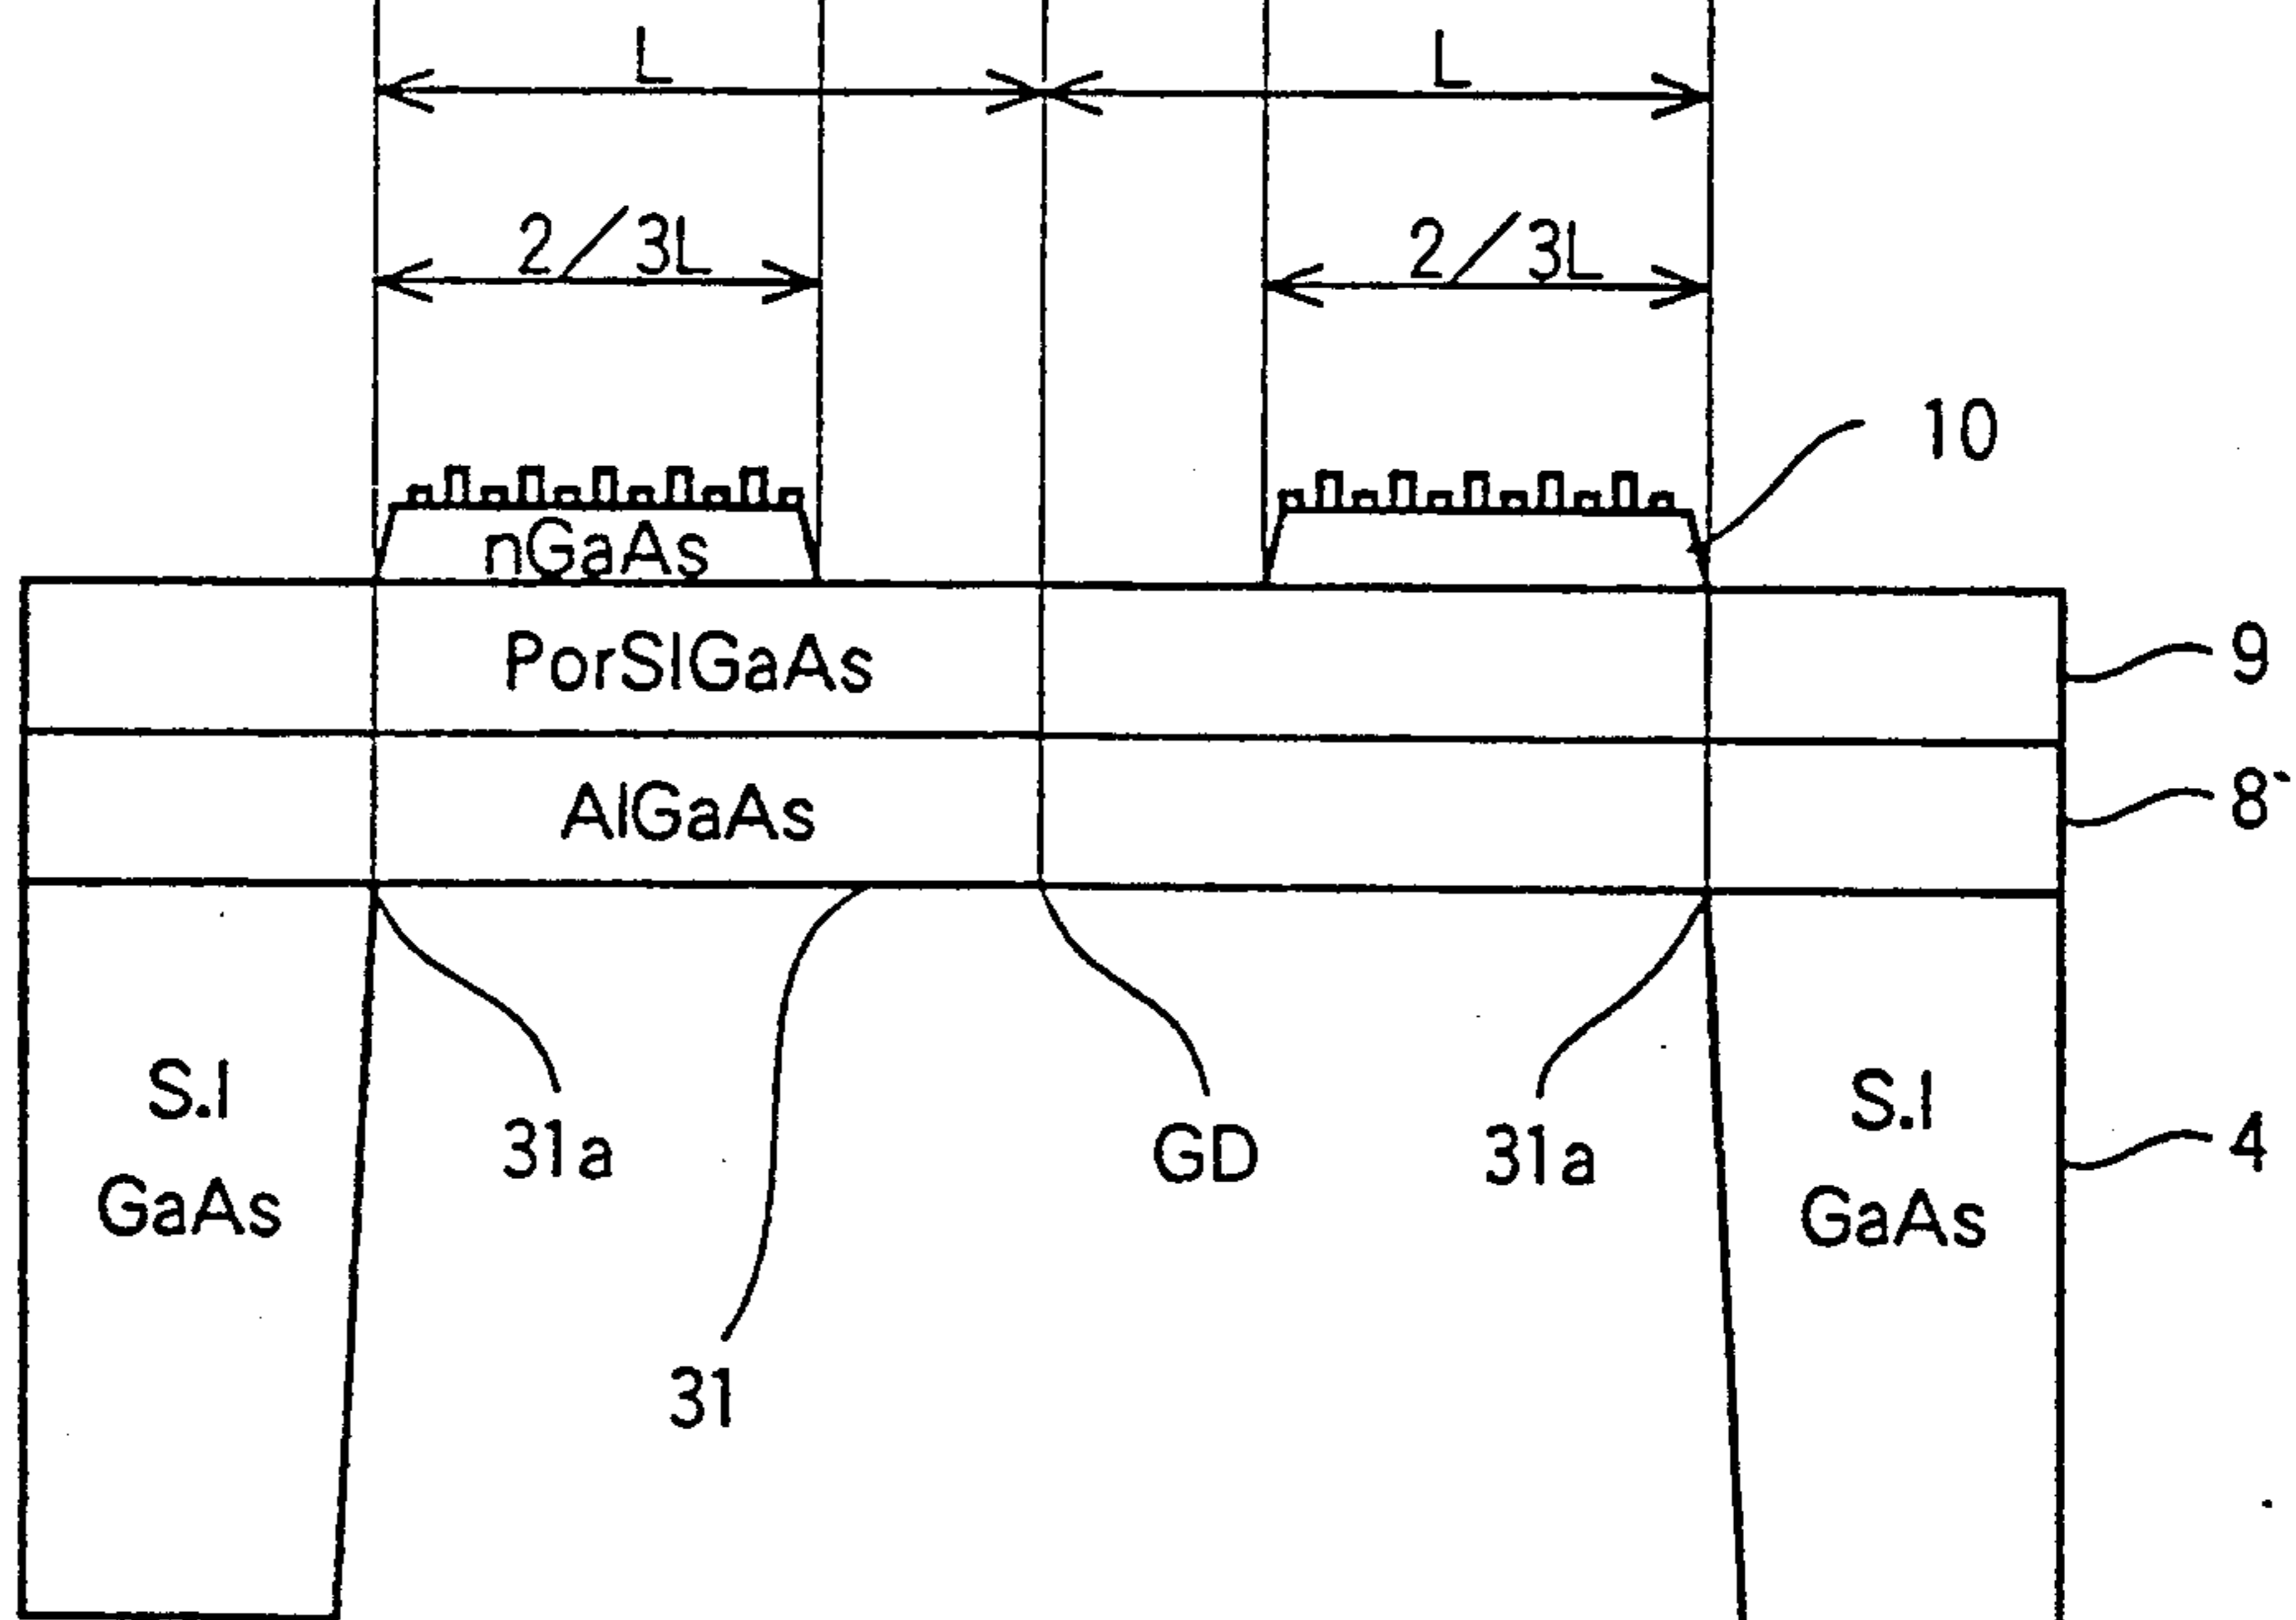 L
L
2/3L
2/3L
10
nGaAs
PorSIGaAs
9
AlGaAs
8'
S.I
GaAs
31a
GD
31a
S.I
GaAs
4
31